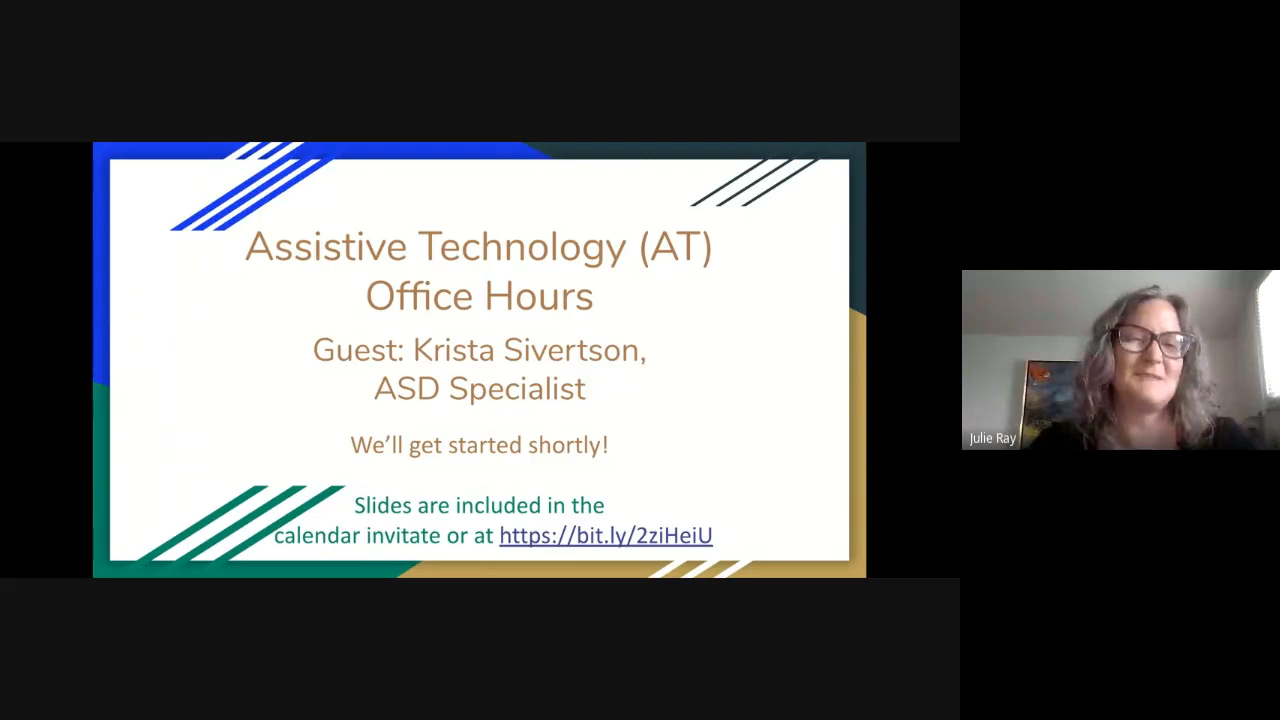 Assistive Technology (AT)
Office Hours
Guest: Krista Sivertson,
ASD Specialist
We’ll get started shortly!
Slides are included in the
calendar invitate or at https://bit.ly/2ziHeiU
Julie Ray